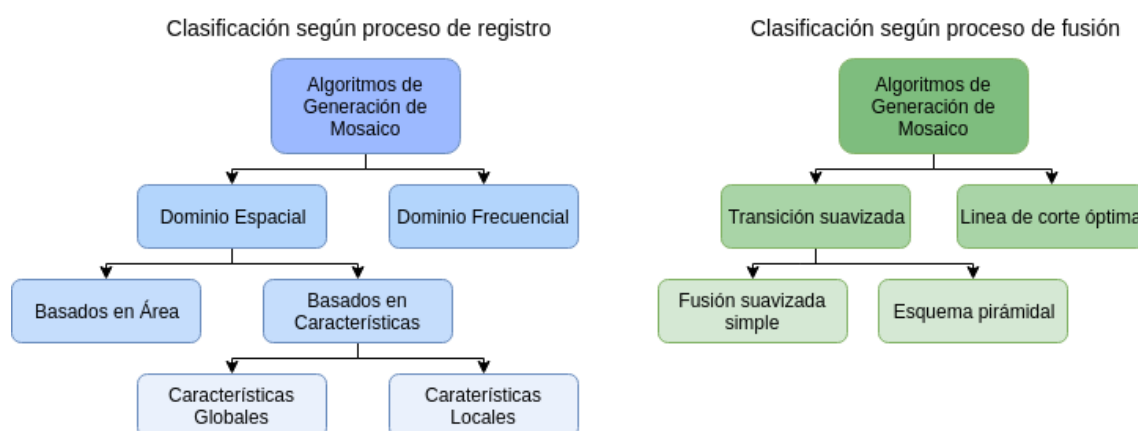 Clasificación según proceso de registro
Algoritmos de
Generación de
Mosaico
Dominio Espacial
Dominio Frecuencial
Basados en Área
Basados en
Características
Características
Globales
Caraterísticas
Locales
Clasificación según proceso de fusión
Algoritmos de
Generación de
Mosaico
Transición suavizada
Linea de corte óptima
Fusión suavizada
simple
Esquema pirámidal